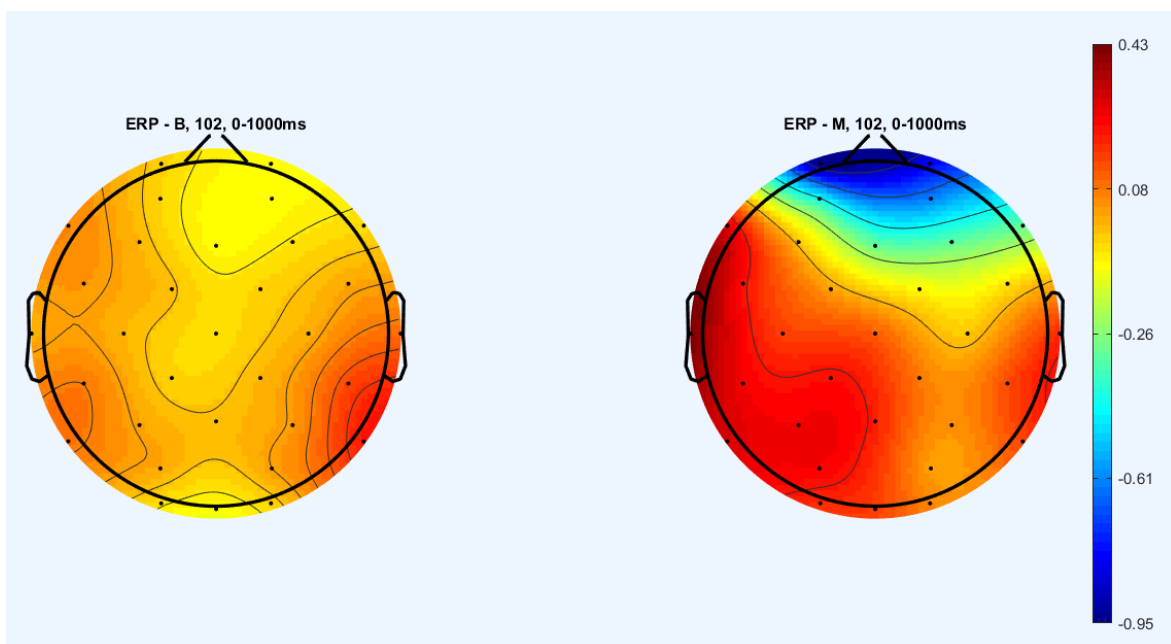 ERP - B, 102, 0-1000ms
ERP - M, 102, 0-1000ms
0.43
0.08
-0.26
-0.61
-0.95